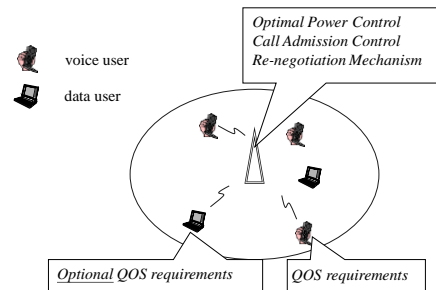 Optimal Power Control
Call Admission Control
Re-negotiation Mechanism
voice user
data user
Optional QOS requirements
QOS requirements